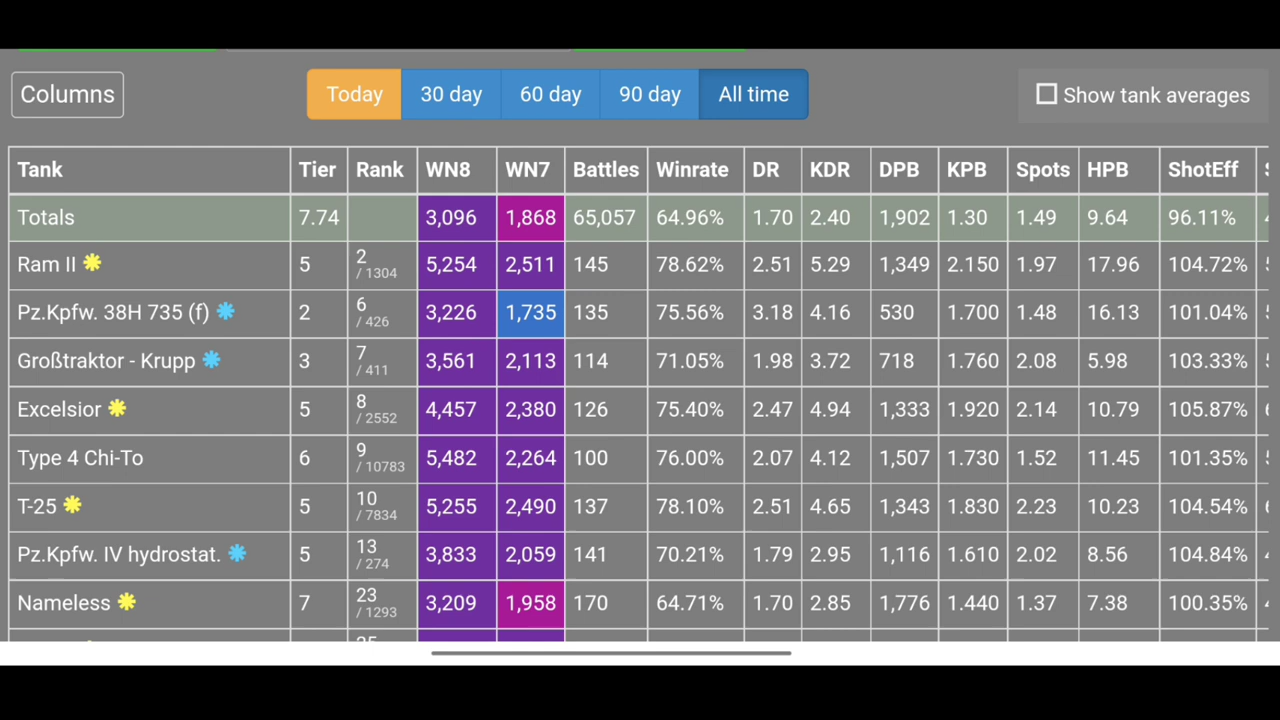 Columns Today 30 day 60 day 90 day All time Show tank averages
Tank Tier Rank WN8 WN7 Battles Winrate DR KDR DPB KPB Spots HPB ShotEff
Totals 7.74 3,096 1,868 65,057 64.96% 1.70 2.40 1,902 1.30 1.49 9.64 96.11%
Ram II 5 2 / 1304 5,254 2,511 145 78.62% 2.51 5.29 1,349 2.150 1.97 17.96 104.72%
Pz.Kpfw. 38H 735 (f) 2 6 / 426 3,226 1,735 135 75.56% 3.18 4.16 530 1.700 1.48 16.13 101.04%
Großtraktor - Krupp 3 7 / 411 3,561 2,113 114 71.05% 1.98 3.72 718 1.760 2.08 5.98 103.33%
Excelsior 5 8 / 2552 4,457 2,380 126 75.40% 2.47 4.94 1,333 1.920 2.14 10.79 105.87%
Type 4 Chi-To 6 9 / 10783 5,482 2,264 100 76.00% 2.07 4.12 1,507 1.730 1.52 11.45 101.35%
T-25 5 10 / 7834 5,255 2,490 137 78.10% 2.51 4.65 1,343 1.830 2.23 10.23 104.54%
Pz.Kpfw. IV hydrostat. 5 13 / 274 3,833 2,059 141 70.21% 1.79 2.95 1,116 1.610 2.02 8.56 104.84%
Nameless 7 23 / 1293 3,209 1,958 170 64.71% 1.70 2.85 1,776 1.440 1.37 7.38 100.35%